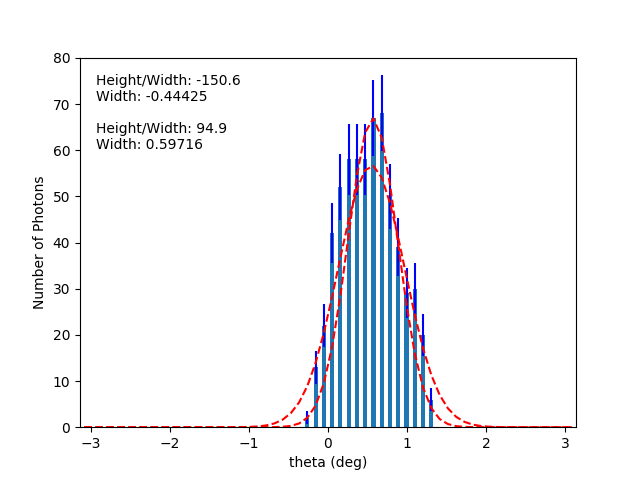 80
70
60
50
40
30
20
10
0
Number of Photons
Height/Width: -150.6
Width: -0.44425
Height/Width: 94.9
Width: 0.59716
−3
−2
−1
0
1
2
3
theta (deg)